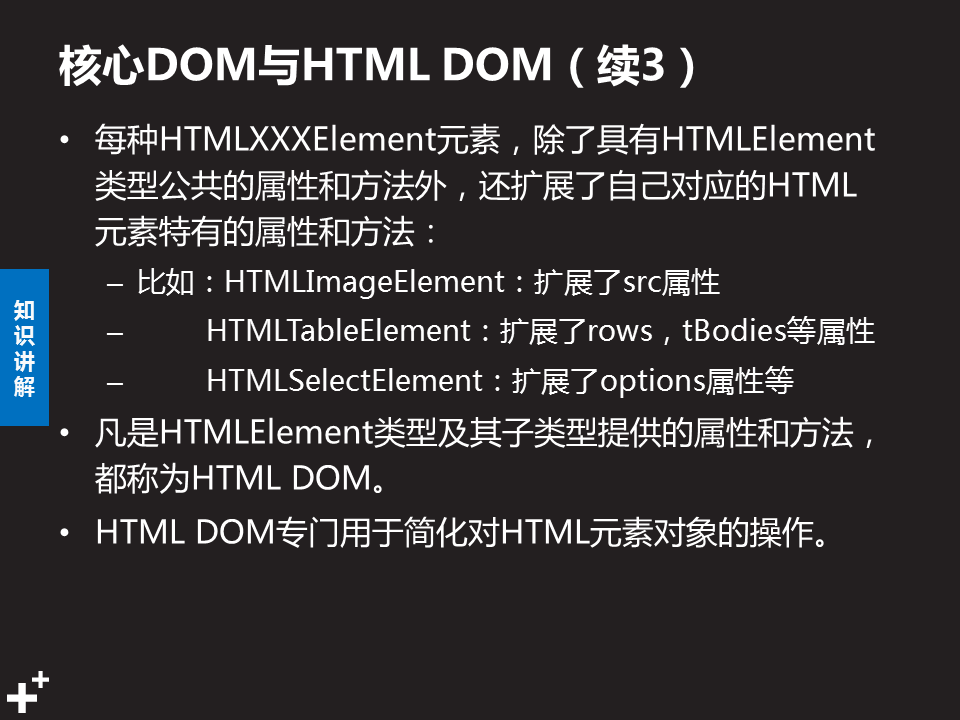 核心DOM与HTML DOM（续3）
• 每种HTMLXXXElement元素，除了具有HTMLElement
类型公共的属性和方法外，还扩展了自己对应的HTML
元素特有的属性和方法：
– 比如：HTMLImageElement：扩展了src属性
– HTMLTableElement：扩展了rows，tBodies等属性
– HTMLSelectElement：扩展了options属性等
• 凡是HTMLElement类型及其子类型提供的属性和方法，
都称为HTML DOM。
• HTML DOM专门用于简化对HTML元素对象的操作。
知
识
讲
解